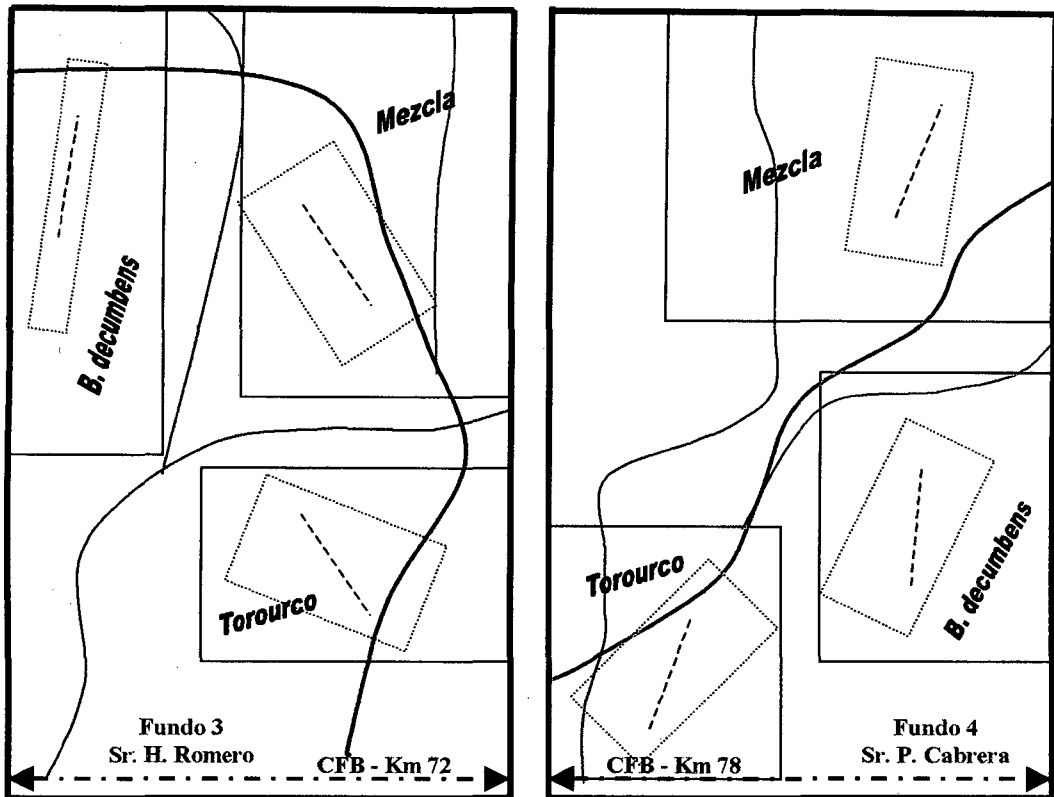 Mezcla
B. decumbens
Torourco
Fundo 3
Sr. H. Romero
CFB - Km 72
Mezcla
Torourco
B. decumbens
CFB - Km 78
Fundo 4
Sr. P. Cabrera